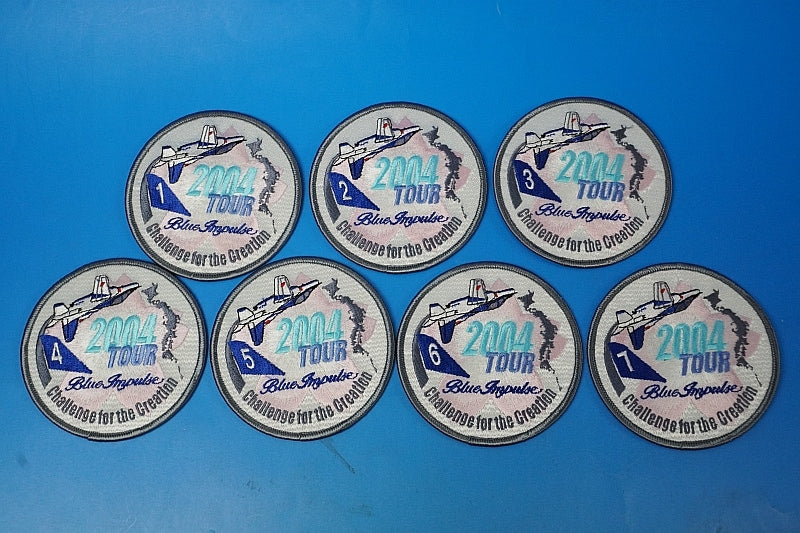 1
2004
TOUR
Blue Impulse
Challenge for the Creation
2
2004
TOUR
Blue Impulse
Challenge for the Creation
3
2004
TOUR
Blue Impulse
Challenge for the Creation
4
2004
TOUR
Blue Impulse
Challenge for the Creation
5
2004
TOUR
Blue Impulse
Challenge for the Creation
6
2004
TOUR
Blue Impulse
Challenge for the Creation
7
2004
TOUR
Blue Impulse
Challenge for the Creation